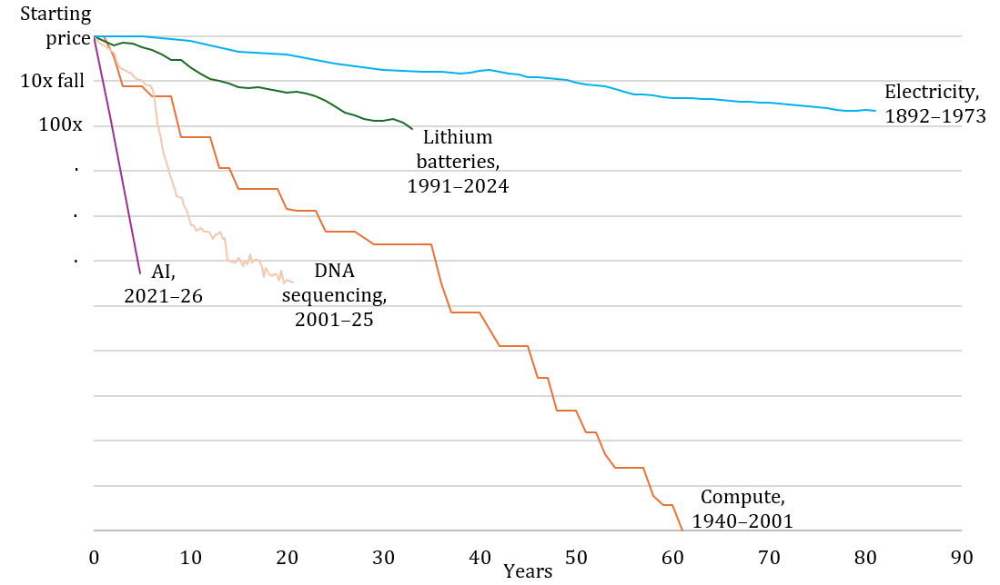 Starting
price
10x fall
100x
.
.
.
Electricity,
1892–1973
Lithium
batteries,
1991–2024
AI,
2021–26
DNA
sequencing,
2001–25
Compute,
1940–2001
0 10 20 30 40 50 60 70 80 90
Years